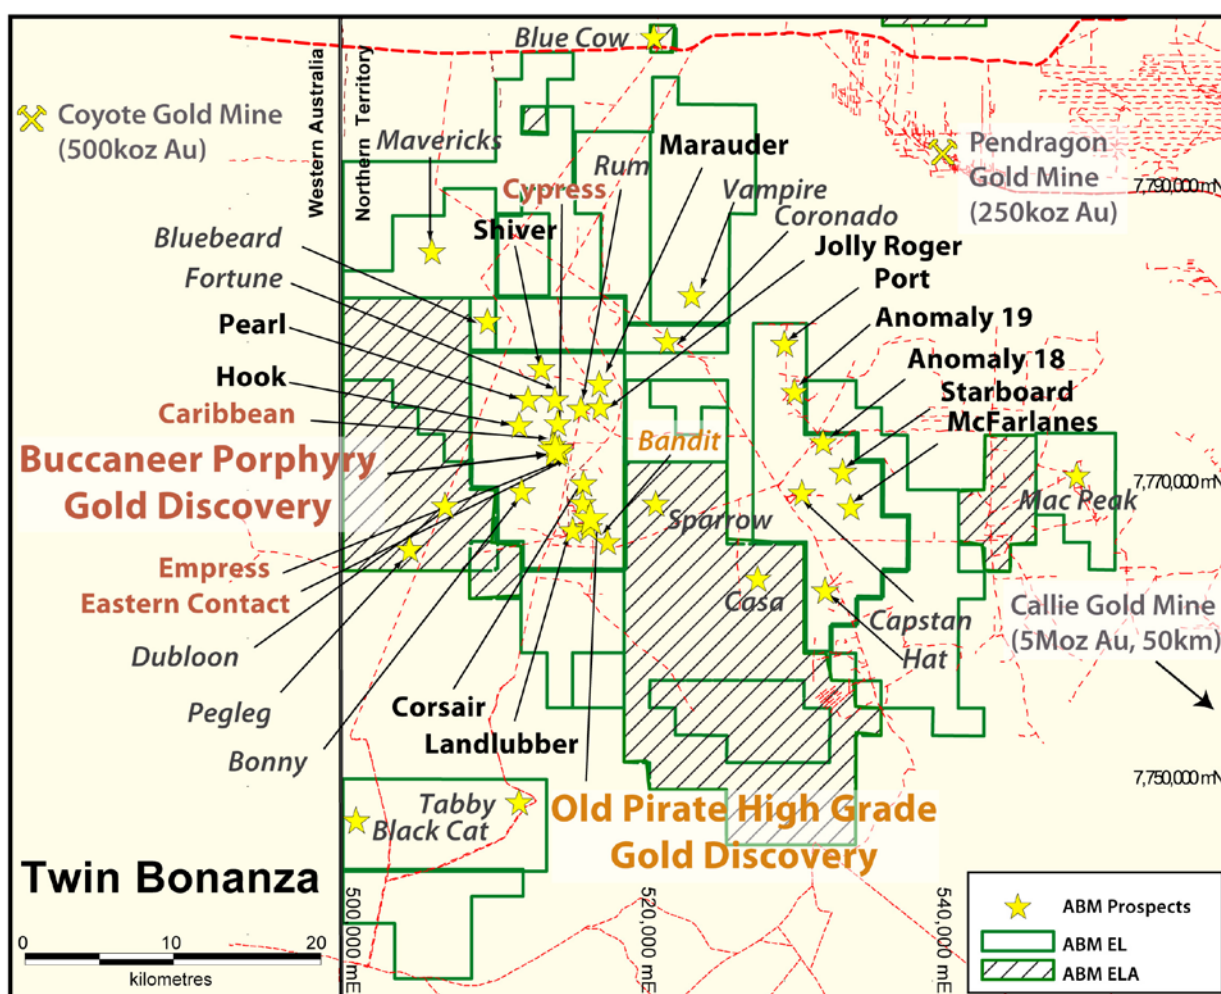 Blue Cow
Western Australia
Northern Territory
Coyote Gold Mine
(500koz Au)
Mavericks
Rum
Marauder
Pendragon
Gold Mine
(250koz Au)
7,790,000 mN
Cypress
Vampire
Shiver
Coronado
Bluebeard
Jolly Roger
Fortune
Port
Pearl
Anomaly 19
Anomaly 18
Hook
Starboard
Caribbean
McFarlanes
Bandit
Buccaneer Porphyry
Gold Discovery
7,770,000 mN
Mac Peak
Sparrow
Empress
Eastern Contact
Casa
Callie Gold Mine
(5Moz Au, 50km)
Capstan
Dubloon
Hat
Pegleg
Corsair
Landlubber
Bonny
7,750,000 mN
Tabby
Black Cat
Old Pirate High Grade
Gold Discovery
Twin Bonanza
500,000 mE
520,000 mE
540,000 mE
0 10 20
kilometres
ABM Prospects
ABM EL
ABM ELA